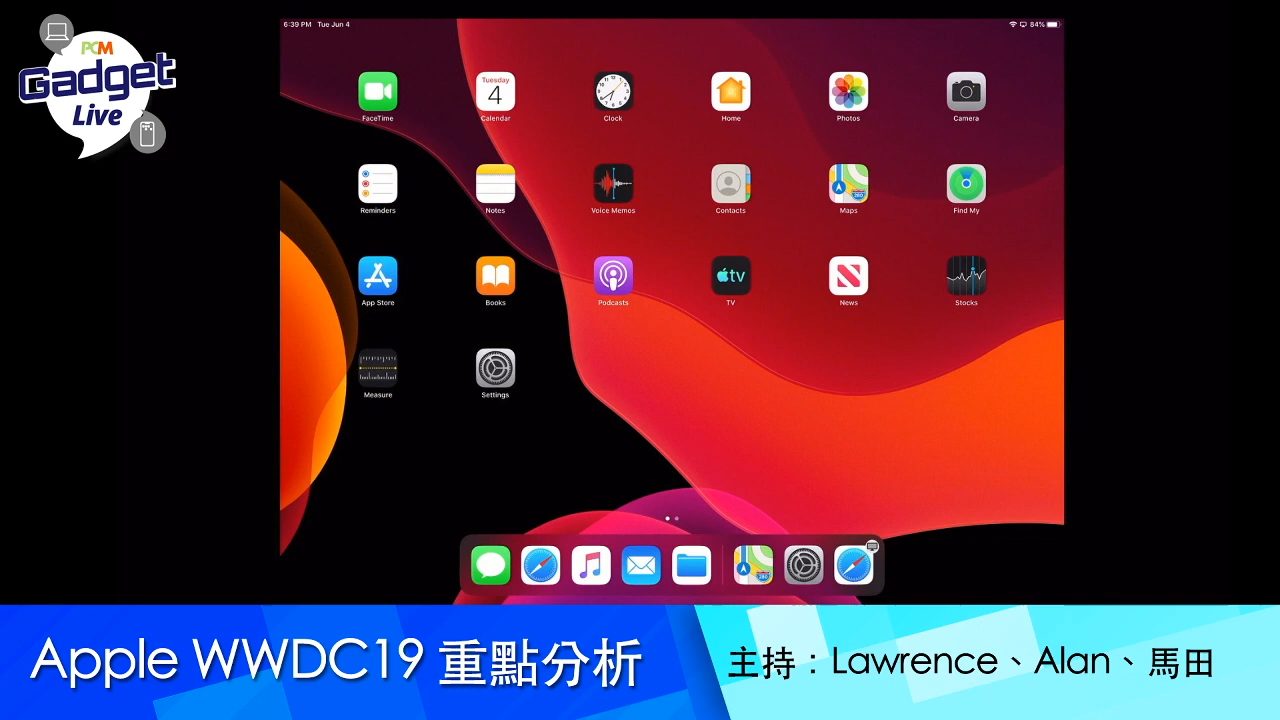 PCM
Gadget
Live
6:39 PM Tue Jun 4
84%
Tuesday
4
FaceTime
Calendar
Clock
Home
Photos
Camera
Reminders
Notes
Voice Memos
Contacts
Maps
Find My
tv
App Store
Books
Podcasts
TV
News
Stocks
Measure
Settings
Apple WWDC19 重點分析
主持：Lawrence、Alan、馬田